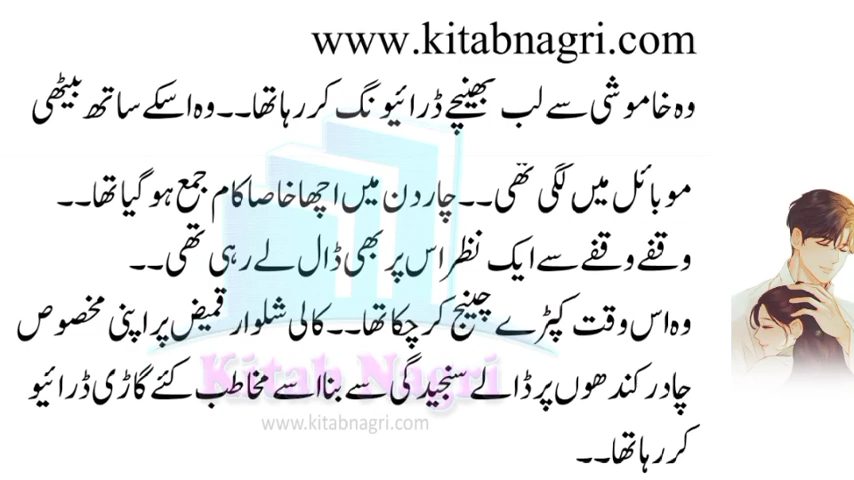 www.kitabnagri.com
وہ خاموشی سے لب بھینچے ڈرائیونگ کر رہا تھا۔۔وہ اسکے ساتھ بیٹھی
موبائل میں لگی تھی۔۔چار دن میں اچھا خاصا کام جمع ہو گیا تھا۔۔
وقفے وقفے سے ایک نظر اس پر بھی ڈال لے رہی تھی۔۔
وہ اس وقت کپڑے چینج کر چکا تھا۔۔کالی شلوار قمیض پر اپنی مخصوص
چادر کندھوں پر ڈالے سنجیدگی سے بنا اسے مخاطب کئے گاڑی ڈرائیو
کر رہا تھا۔۔
Kitab Nagri
www.kitabnagri.com